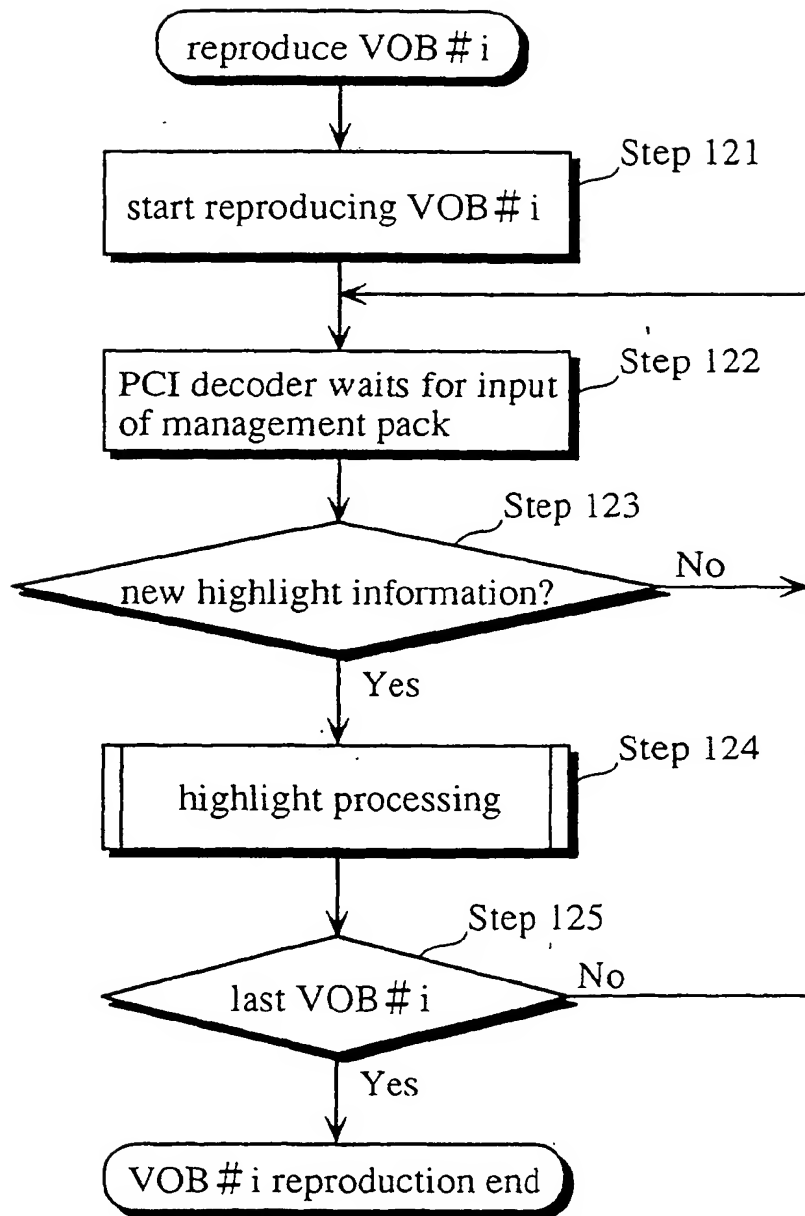 reproduce VOB # i
Step 121
start reproducing VOB # i
Step 122
PCI decoder waits for input
of management pack
Step 123
new highlight information?
No
Yes
Step 124
highlight processing
Step 125
last VOB # i
No
Yes
VOB # i reproduction end